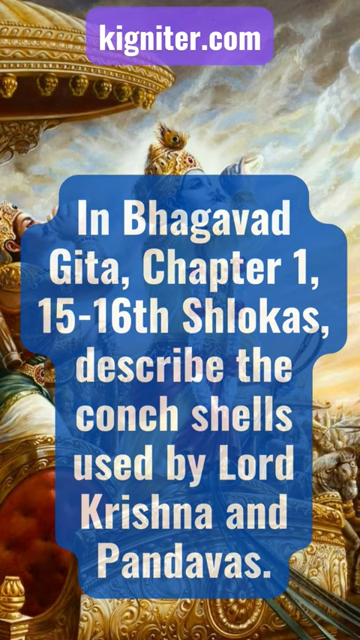 kigniter.com
In Bhagavad
Gita, Chapter 1,
15-16th Shlokas,
describe the
conch shells
used by Lord
Krishna and
Pandavas.